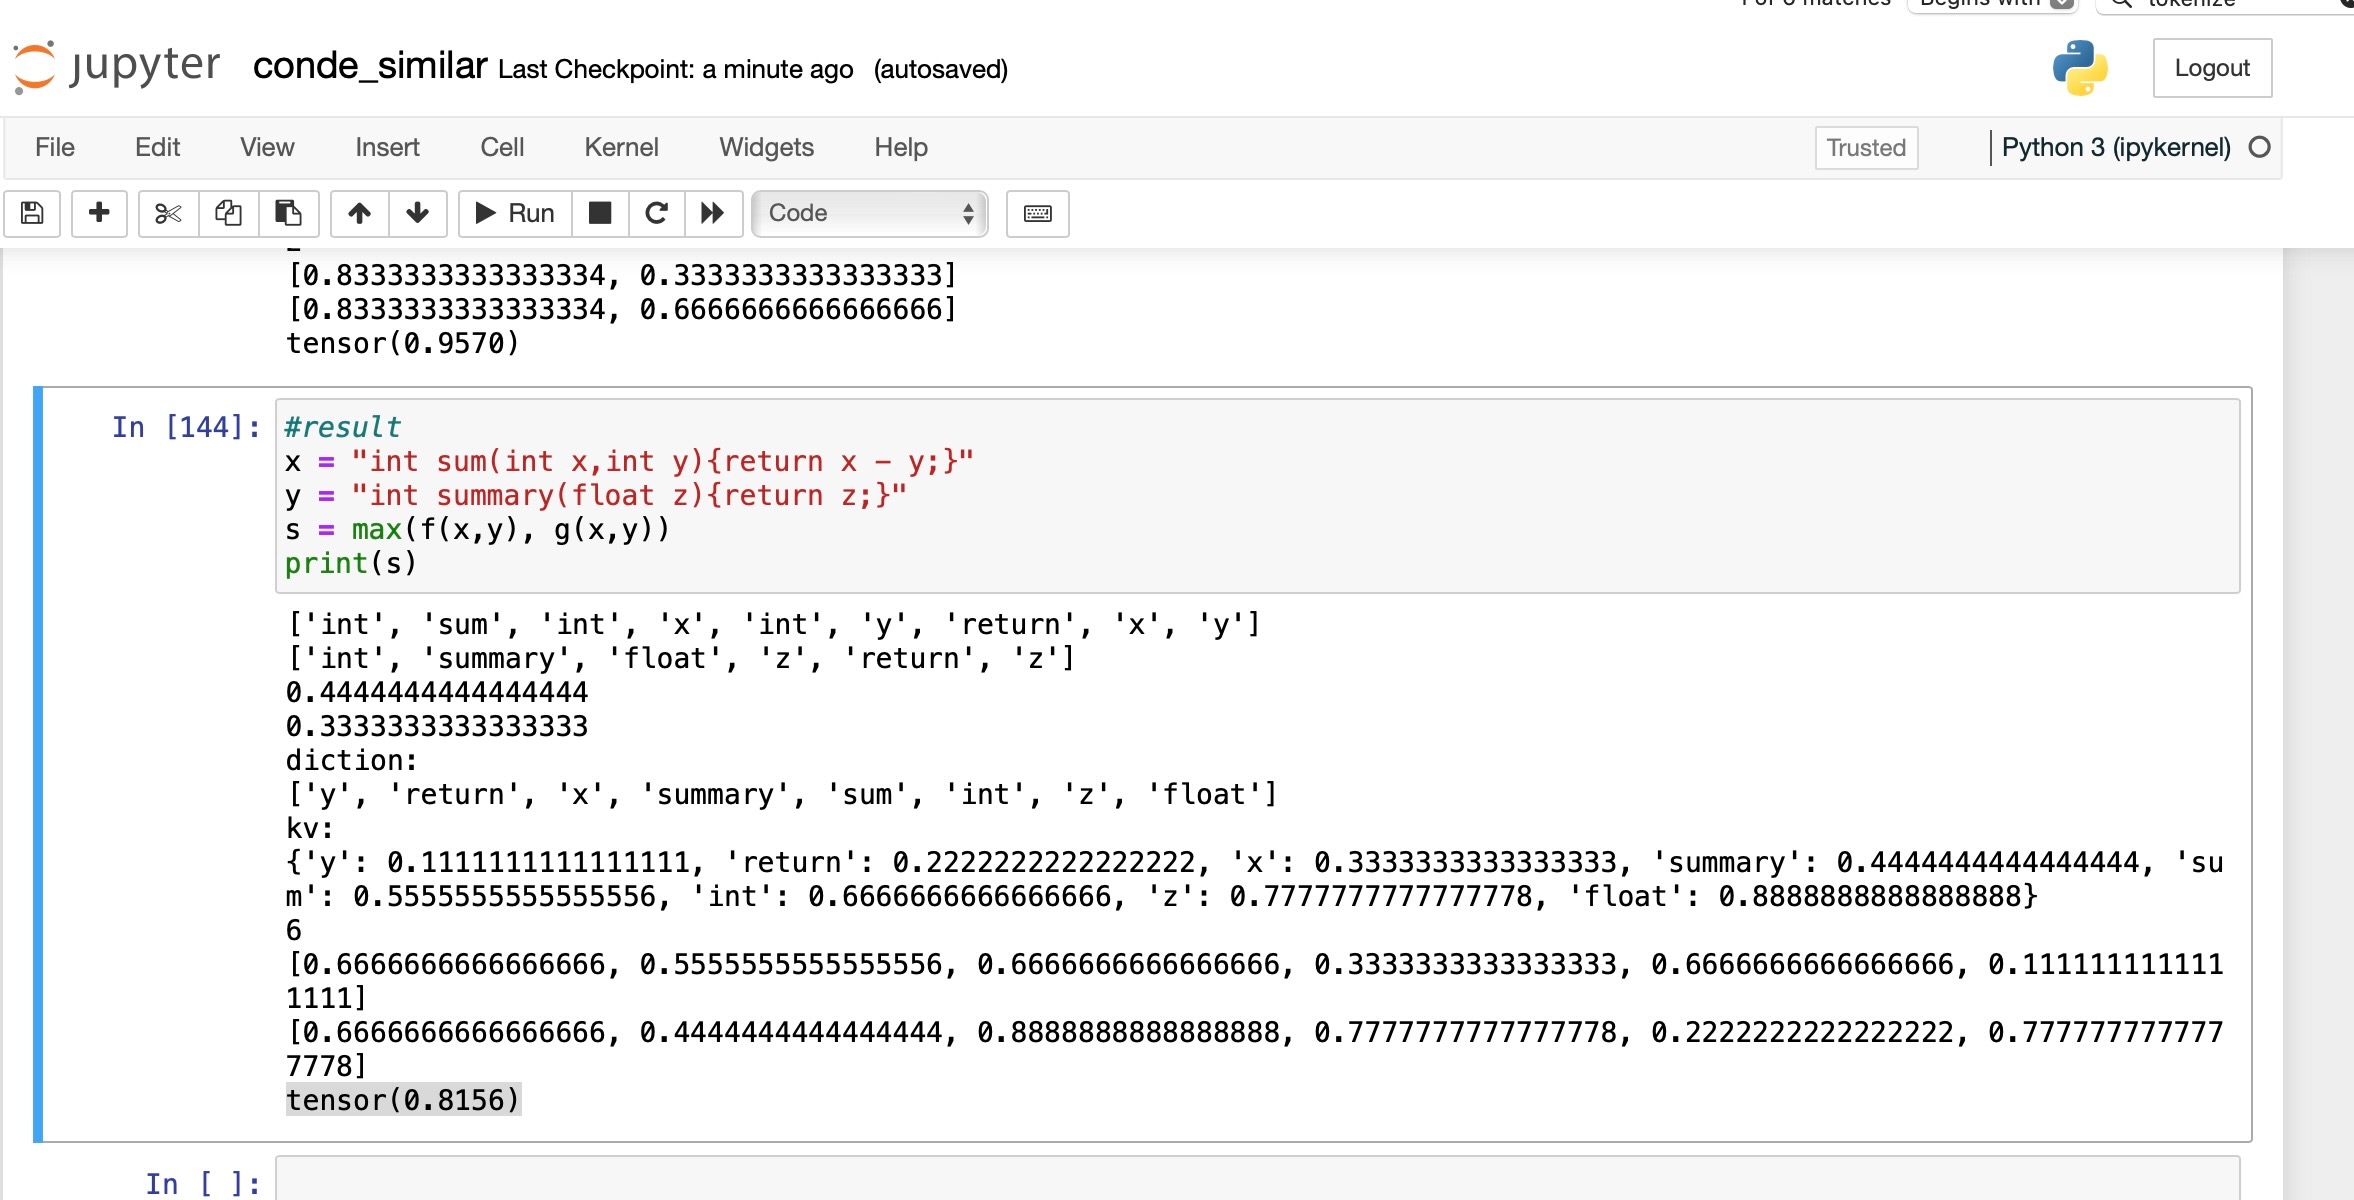 jupyter conde_similar Last Checkpoint: a minute ago (autosaved)
Logout
File Edit View Insert Cell Kernel Widgets Help
Trusted
Python 3 (ipykernel)
Run
Code
[0.8333333333333334, 0.3333333333333333]
[0.8333333333333334, 0.6666666666666666]
tensor(0.9570)
In [144]:
#result
x = "int sum(int x,int y){return x - y;}"
y = "int summary(float z){return z;}"
s = max(f(x,y), g(x,y))
print(s)
['int', 'sum', 'int', 'x', 'int', 'y', 'return', 'x', 'y']
['int', 'summary', 'float', 'z', 'return', 'z']
0.4444444444444444
0.3333333333333333
diction:
['y', 'return', 'x', 'summary', 'sum', 'int', 'z', 'float']
kv:
{'y': 0.1111111111111111, 'return': 0.2222222222222222, 'x': 0.3333333333333333, 'summary': 0.4444444444444444, 'su
m': 0.5555555555555556, 'int': 0.6666666666666666, 'z': 0.7777777777777778, 'float': 0.8888888888888888}
6
[0.6666666666666666, 0.5555555555555556, 0.6666666666666666, 0.3333333333333333, 0.6666666666666666, 0.111111111111
1111]
[0.6666666666666666, 0.4444444444444444, 0.8888888888888888, 0.7777777777777778, 0.2222222222222222, 0.777777777777
7778]
tensor(0.8156)
In [ ]: